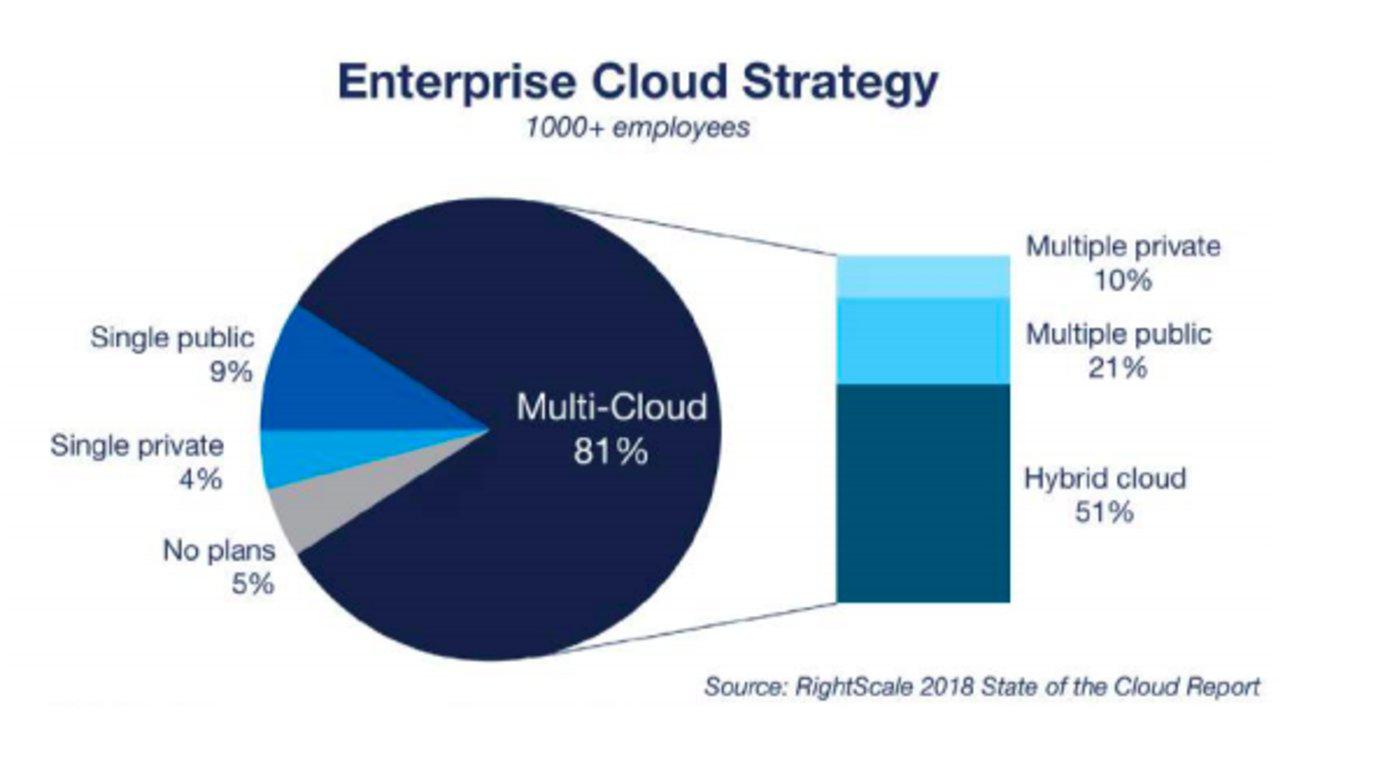 Enterprise Cloud Strategy
1000+ employees
Single public
9%
Single private
4%
No plans
5%
Multi-Cloud
81%
Multiple private
10%
Multiple public
21%
Hybrid cloud
51%
Source: RightScale 2018 State of the Cloud Report